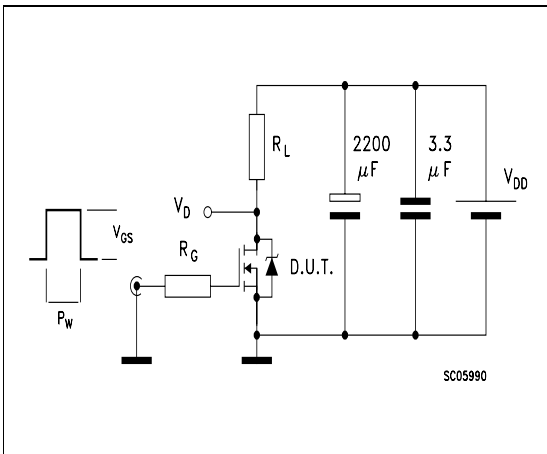 R_L
2200
µF
3.3
µF
V_DD
V_D
V_GS
R_G
D.U.T.
P_W
SC05990